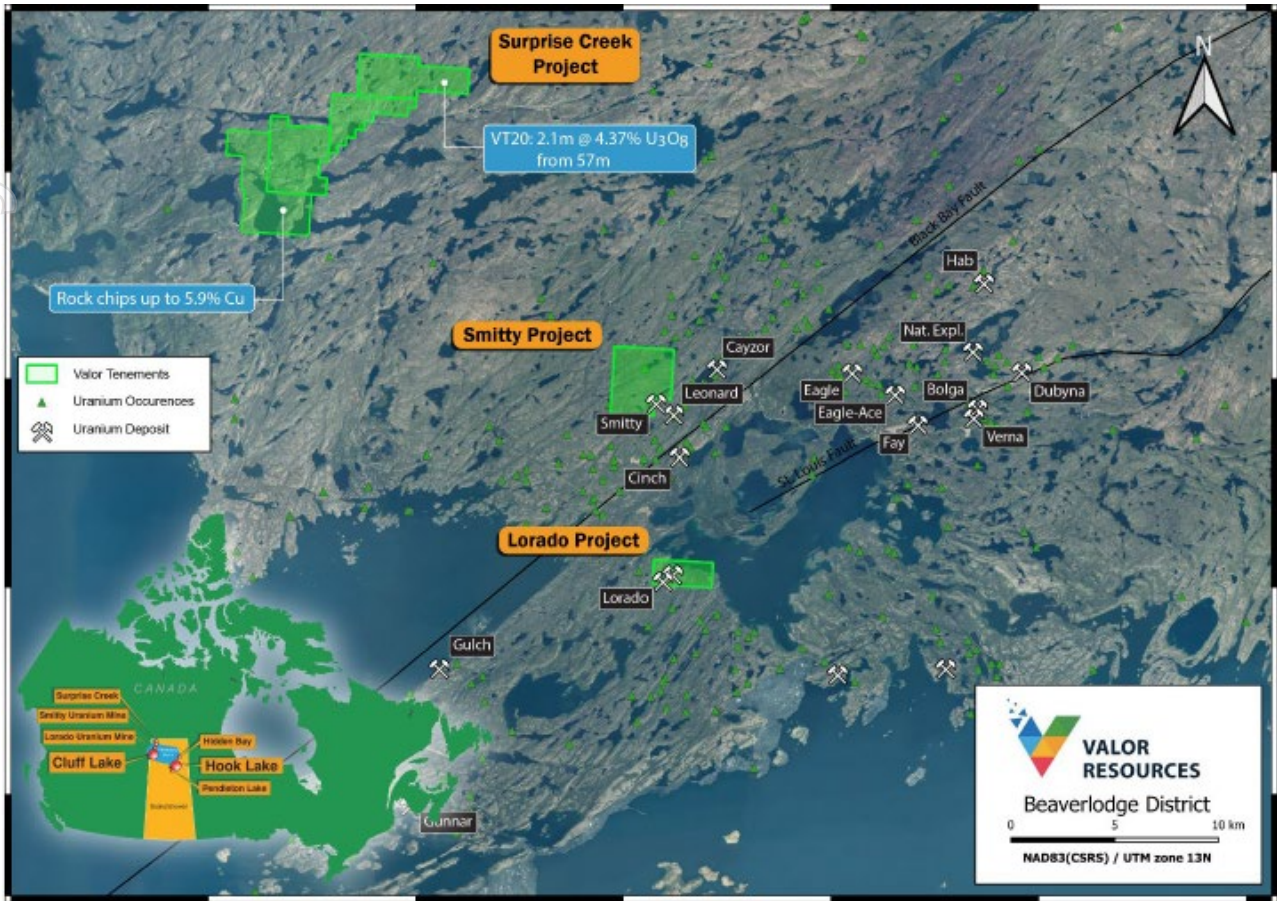 Surprise Creek
Project
N
VT20: 2.1m @ 4.37% U3O8
from 57m
Black Bay Fault
Hab
Rock chips up to 5.9% Cu
Smitty Project
Nat. Expl.
Cayzor
Valor Tenements
Uranium Occurences
Uranium Deposit
Leonard
Eagle
Bolga
Dubyna
Eagle-Ace
Smitty
Fay
Verna
Cinch
St. Louis Fault
Lorado Project
Lorado
Gulch
CANADA
Surprise Creek
Smitty Uranium Mine
Lorado Uranium Mine
Hidden Bay
Cluff Lake
Hook Lake
Pendleton Lake
Saskatchewan
Gunnar
VALOR
RESOURCES
Beaverlodge District
0 5 10 km
NAD83(CSRS) / UTM zone 13N